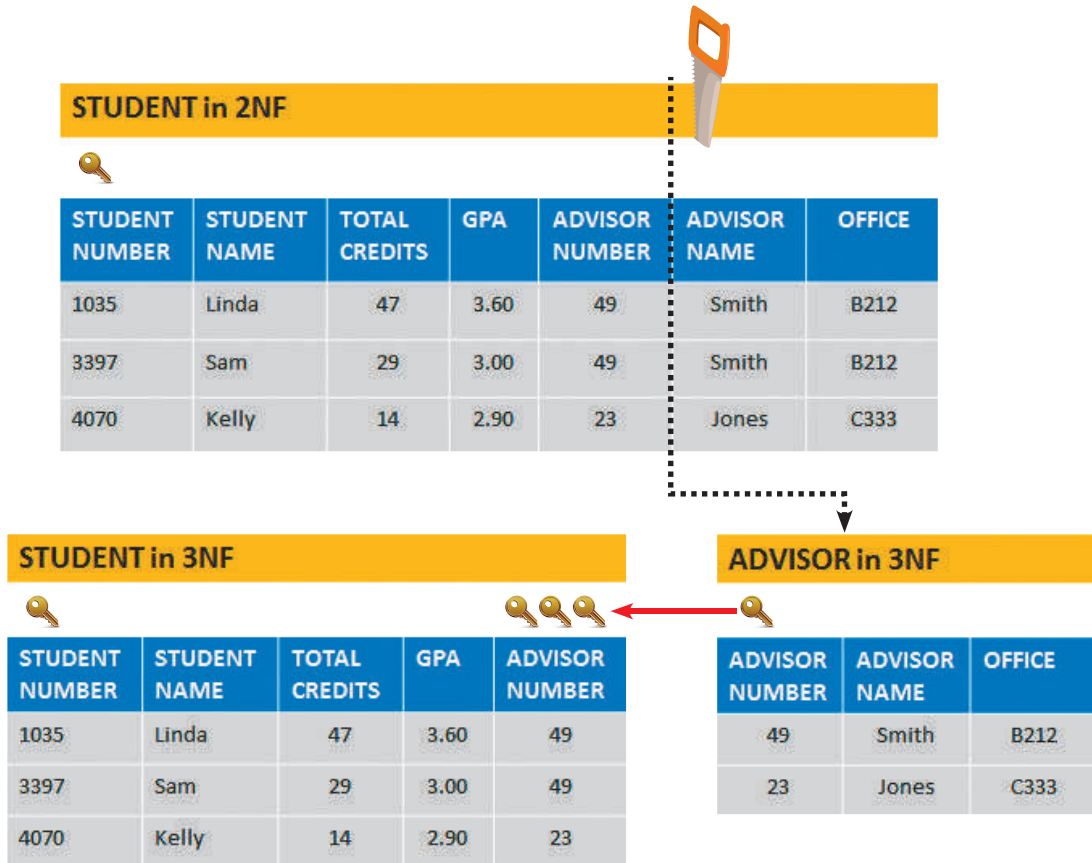 STUDENT in 2NF
STUDENT NUMBER STUDENT NAME TOTAL CREDITS GPA ADVISOR NUMBER ADVISOR NAME OFFICE
1035 Linda 47 3.60 49 Smith B212
3397 Sam 29 3.00 49 Smith B212
4070 Kelly 14 2.90 23 Jones C333
STUDENT in 3NF
STUDENT NUMBER STUDENT NAME TOTAL CREDITS GPA ADVISOR NUMBER
1035 Linda 47 3.60 49
3397 Sam 29 3.00 49
4070 Kelly 14 2.90 23
ADVISOR in 3NF
ADVISOR NUMBER ADVISOR NAME OFFICE
49 Smith B212
23 Jones C333